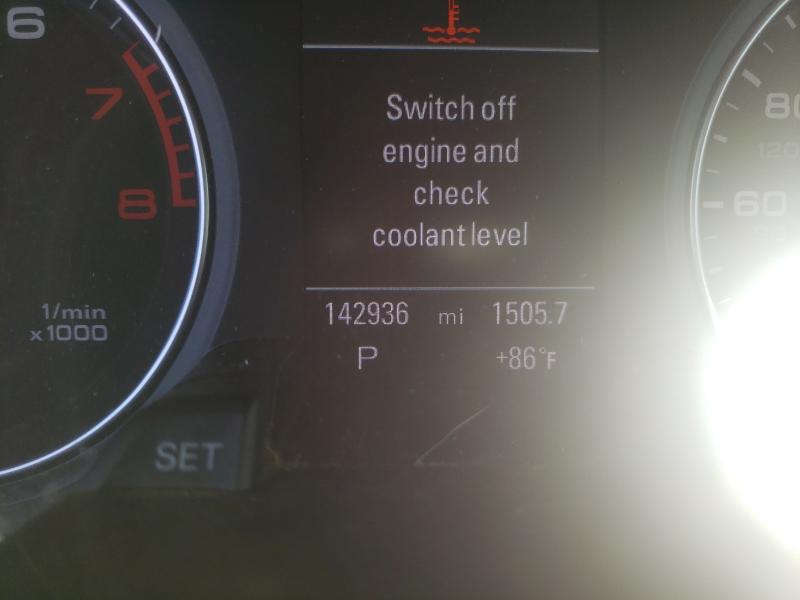 6
7
8
1/min
x1000
SET
Switch off
engine and
check
coolant level
142936 mi 1505.7
P +86°F
80
120
60